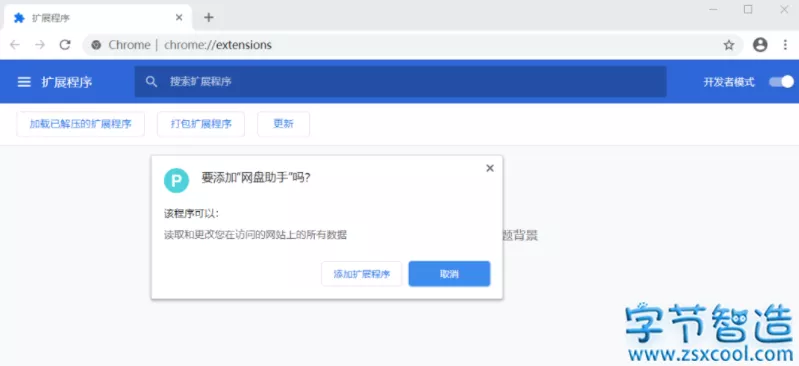 扩展程序
Chrome | chrome://extensions
扩展程序
搜索扩展程序
开发者模式
加载已解压的扩展程序
打包扩展程序
更新
P
要添加"网盘助手"吗?
该程序可以:
读取和更改您在访问的网站上的所有数据
题背景
添加扩展程序
取消
字节智造
www.zsxcool.com